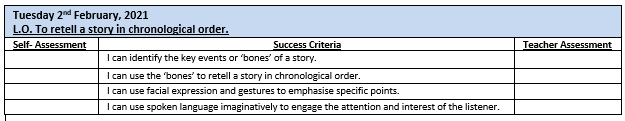 Tuesday 2nd February, 2021
L.O. To retell a story in chronological order.
Self- Assessment Success Criteria Teacher Assessment
I can identify the key events or ‘bones’ of a story.
I can use the ‘bones’ to retell a story in chronological order.
I can use facial expression and gestures to emphasise specific points.
I can use spoken language imaginatively to engage the attention and interest of the listener.